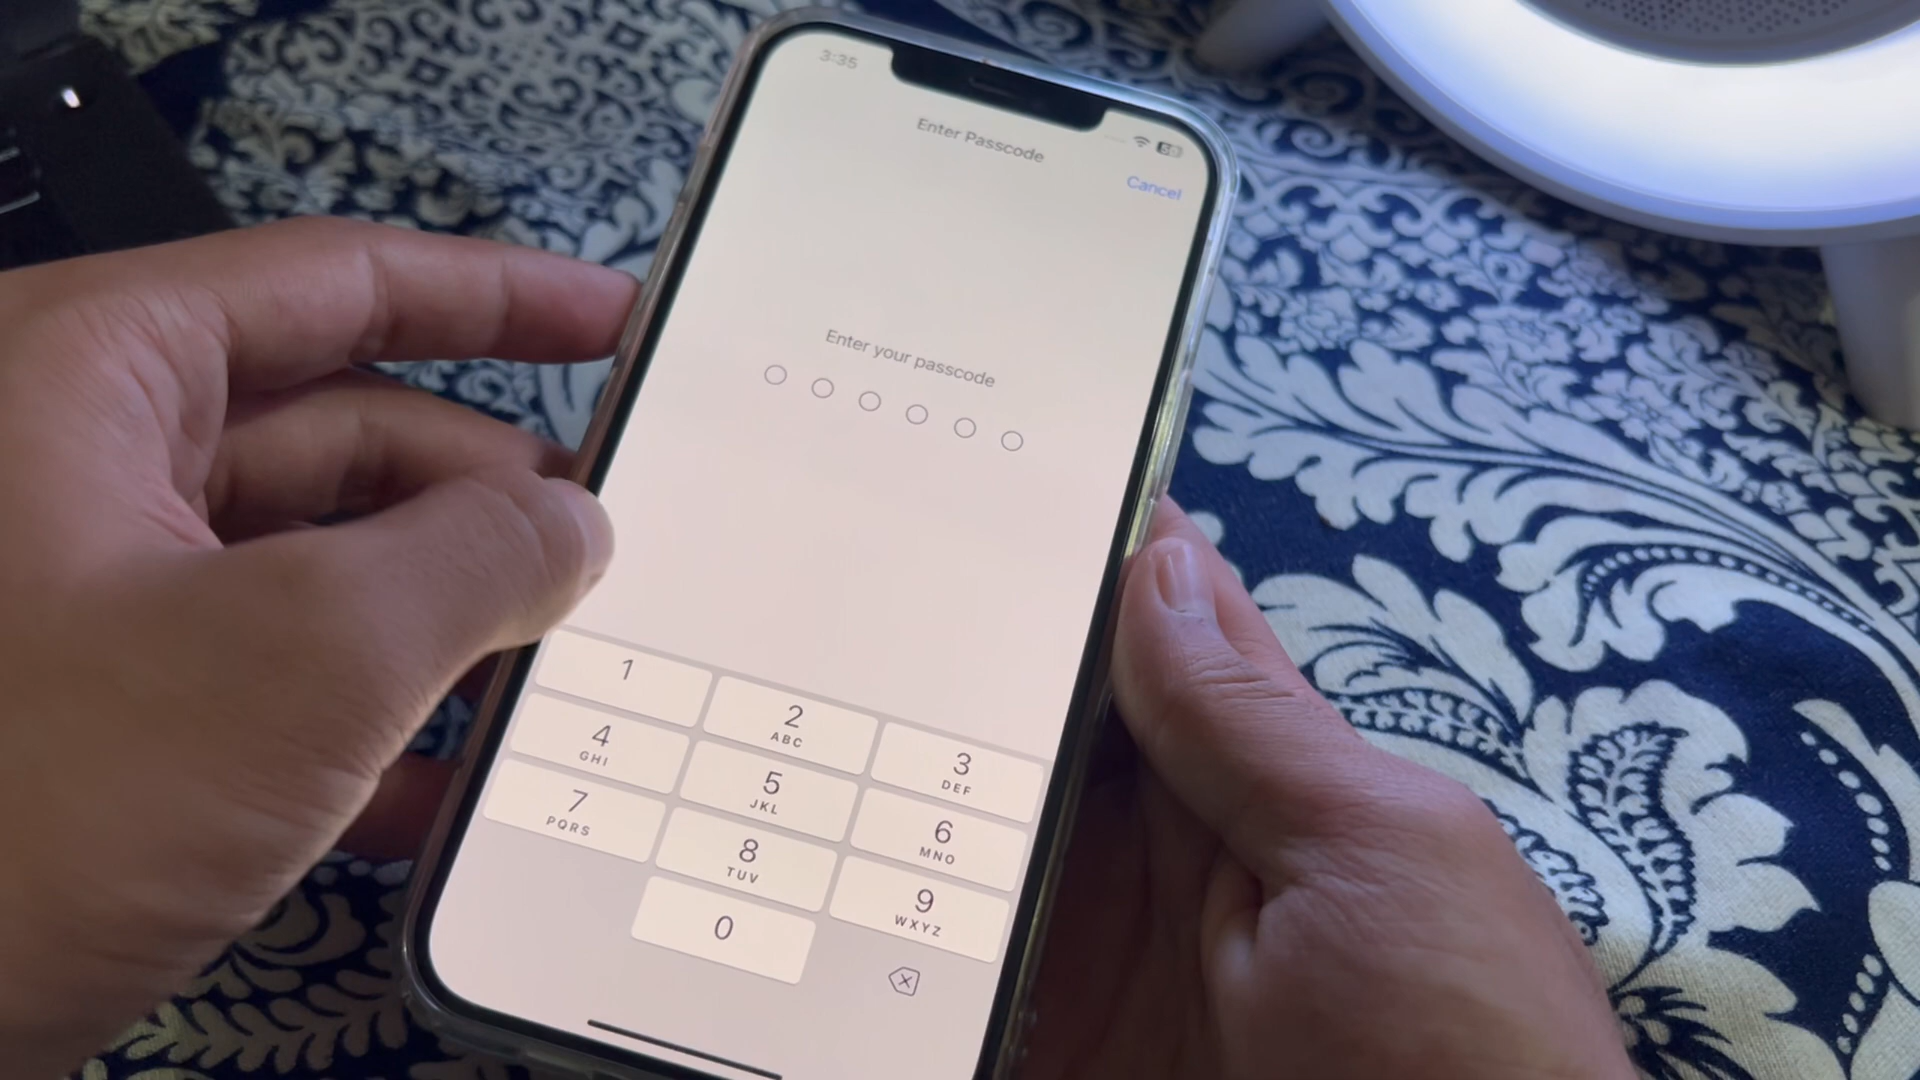 3:35
50
Enter Passcode
Cancel
Enter your passcode
1
2
ABC
3
DEF
4
GHI
5
JKL
6
MNO
7
PQRS
8
TUV
9
WXYZ
0